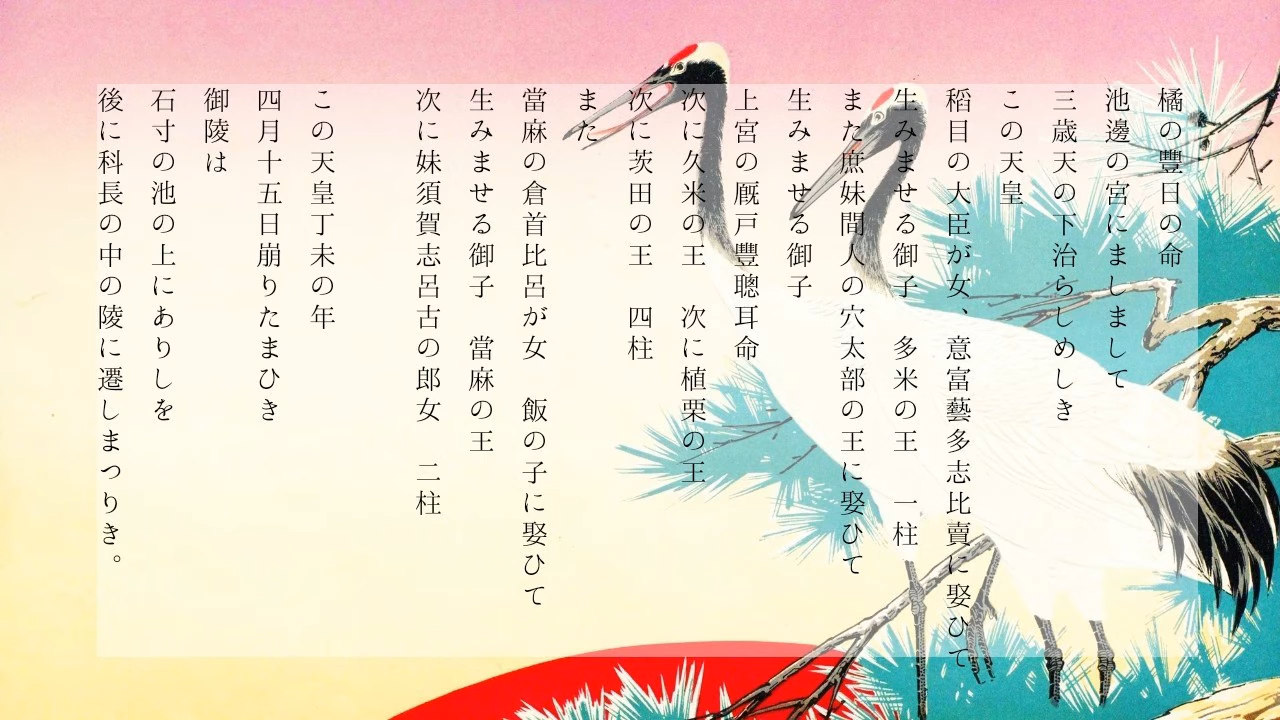 橘の豐日の命
池邊の宮にましまして
三歳天の下治らしめしき
この天皇
稻目の大臣が女、意富藝多志比賣に娶ひて
生みませる御子　多米の王　一柱
また庶妹間人の穴太部の王に娶ひて
生みませる御子
上宮の厩戸豐聰耳命
次に久米の王　次に植栗の王
次に茨田の王　四柱
また
當麻の倉首比呂が女　飯の子に娶ひて
生みませる御子　當麻の王
次に妹須賀志呂古の郎女　二柱
この天皇丁未の年
四月十五日崩りたまひき
御陵は
石寸の池の上にありしを
後に科長の中の陵に遷しまつりき。